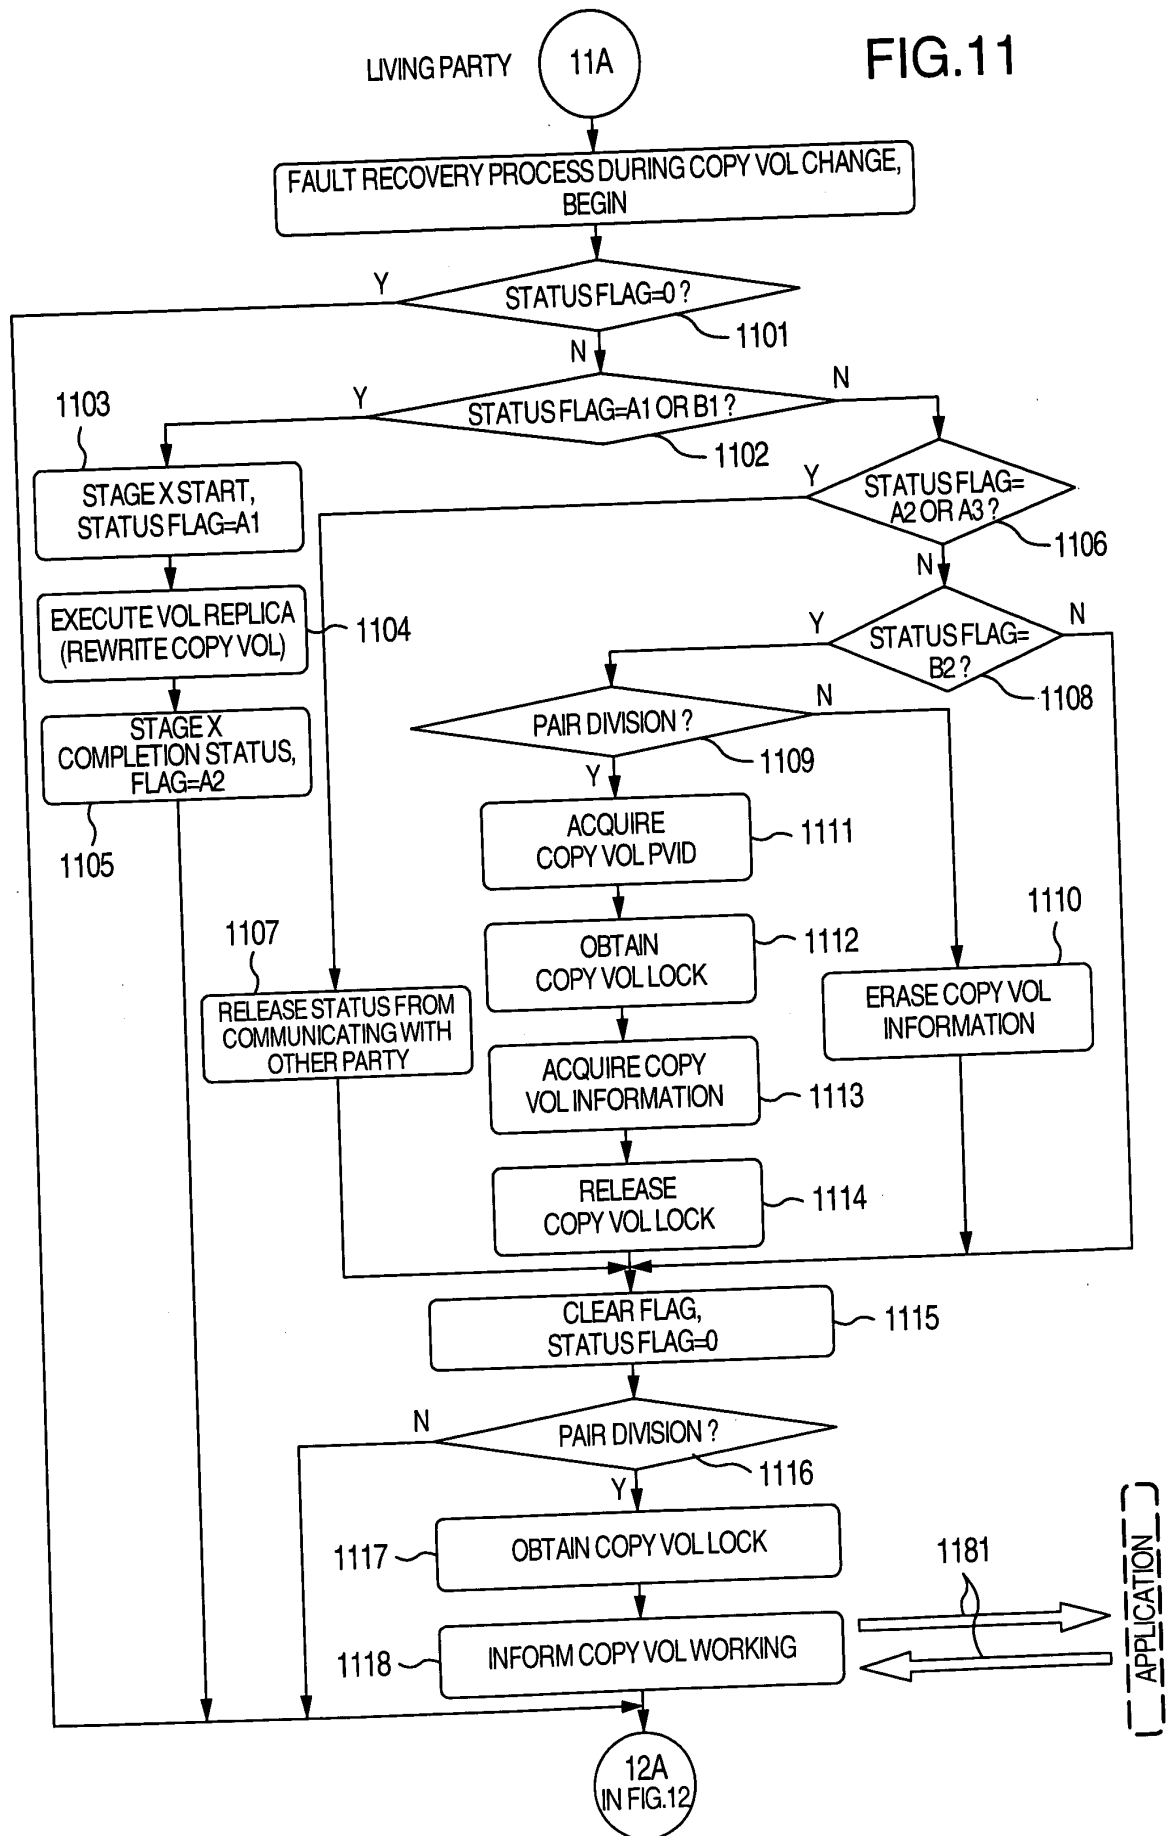 LIVING PARTY
11A
FIG.11
FAULT RECOVERY PROCESS DURING COPY VOL CHANGE,
BEGIN
Y
STATUS FLAG=0 ?
1101
N
Y
STATUS FLAG=A1 OR B1 ?
N
1102
1103
STAGE X START,
STATUS FLAG=A1
Y
STATUS FLAG=
A2 OR A3 ?
1106
N
EXECUTE VOL REPLICA
(REWRITE COPY VOL)
1104
Y
STATUS FLAG=
B2 ?
N
1108
STAGE X
COMPLETION STATUS,
FLAG=A2
1105
PAIR DIVISION ?
N
1109
Y
ACQUIRE
COPY VOL PVID
1111
1107
RELEASE STATUS FROM
COMMUNICATING WITH
OTHER PARTY
OBTAIN
COPY VOL LOCK
1112
1110
ERASE COPY VOL
INFORMATION
ACQUIRE COPY
VOL INFORMATION
1113
RELEASE
COPY VOL LOCK
1114
CLEAR FLAG,
STATUS FLAG=0
1115
N
PAIR DIVISION ?
1116
Y
1117
OBTAIN COPY VOL LOCK
1181
APPLICATION
1118
INFORM COPY VOL WORKING
12A
IN FIG.12